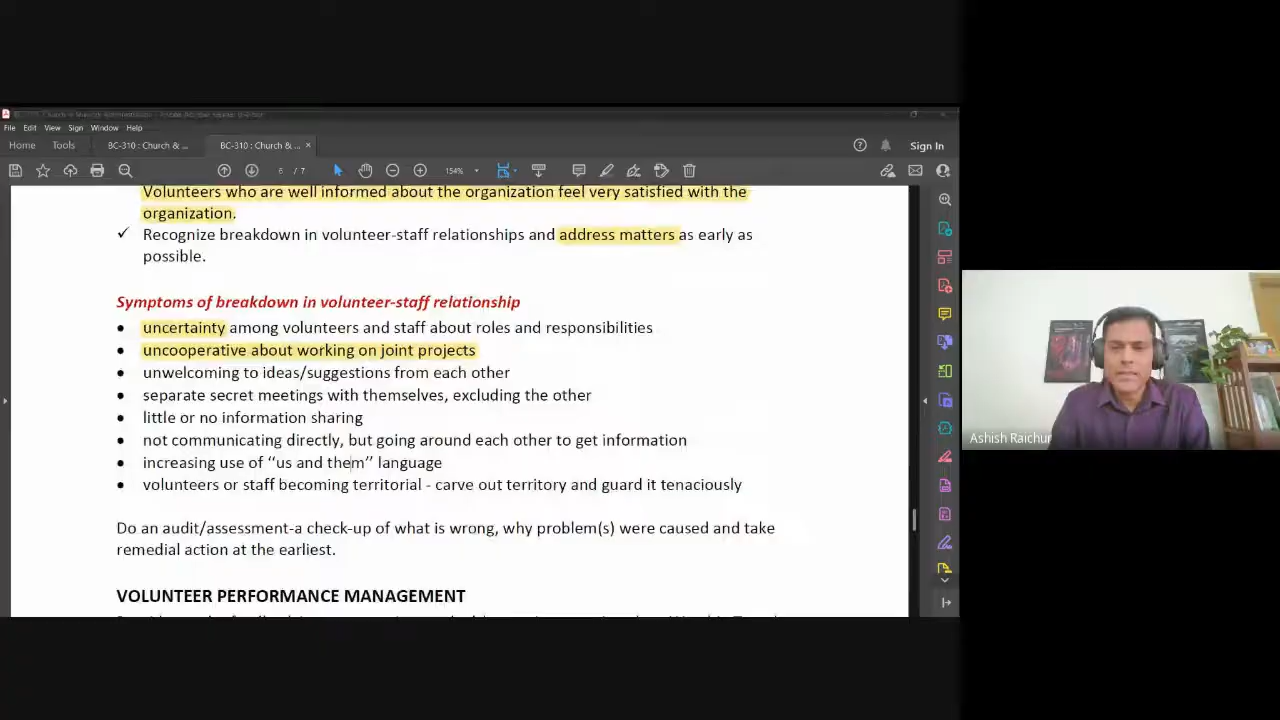 File Edit View Sign Window Help
Home Tools BC-310 : Church & ... BC-310 : Church & ... × Sign In
6 / 7 154%
Volunteers who are well informed about the organization feel very satisfied with the
organization.
✓ Recognize breakdown in volunteer-staff relationships and address matters as early as
possible.
Symptoms of breakdown in volunteer-staff relationship
• uncertainty among volunteers and staff about roles and responsibilities
• uncooperative about working on joint projects
• unwelcoming to ideas/suggestions from each other
• separate secret meetings with themselves, excluding the other
• little or no information sharing
• not communicating directly, but going around each other to get information
• increasing use of “us and them” language
• volunteers or staff becoming territorial - carve out territory and guard it tenaciously
Do an audit/assessment-a check-up of what is wrong, why problem(s) were caused and take
remedial action at the earliest.
VOLUNTEER PERFORMANCE MANAGEMENT
Ashish Raichur